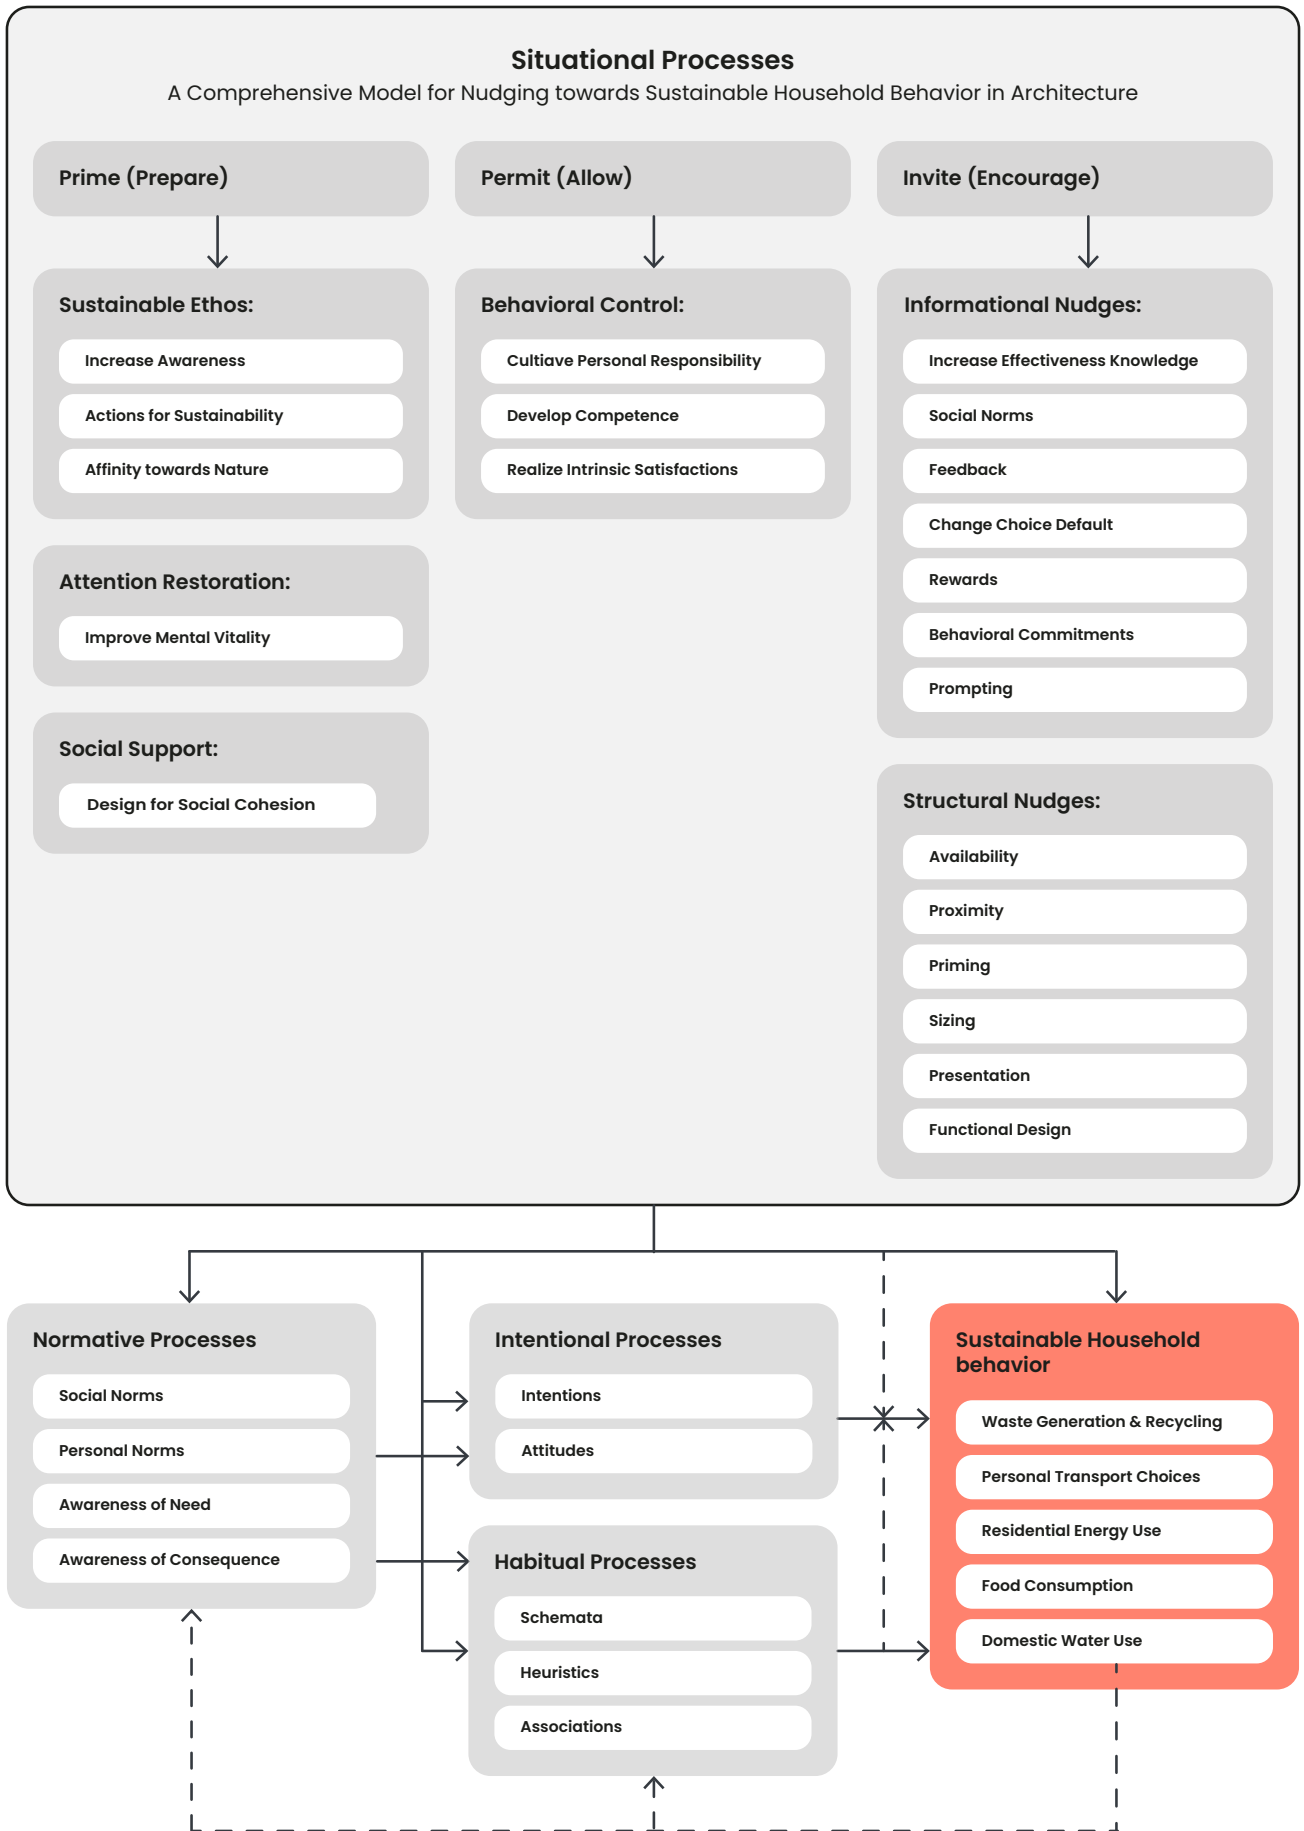 Situational Processes
A Comprehensive Model for Nudging towards Sustainable Household Behavior in Architecture
Prime (Prepare)
Sustainable Ethos:
Increase Awareness
Actions for Sustainability
Affinity towards Nature
Attention Restoration:
Improve Mental Vitality
Social Support:
Design for Social Cohesion
Permit (Allow)
Behavioral Control:
Cultiave Personal Responsibility
Develop Competence
Realize Intrinsic Satisfactions
Invite (Encourage)
Informational Nudges:
Increase Effectiveness Knowledge
Social Norms
Feedback
Change Choice Default
Rewards
Behavioral Commitments
Prompting
Structural Nudges:
Availability
Proximity
Priming
Sizing
Presentation
Functional Design
Normative Processes
Social Norms
Personal Norms
Awareness of Need
Awareness of Consequence
Intentional Processes
Intentions
Attitudes
Habitual Processes
Schemata
Heuristics
Associations
Sustainable Household
behavior
Waste Generation & Recycling
Personal Transport Choices
Residential Energy Use
Food Consumption
Domestic Water Use